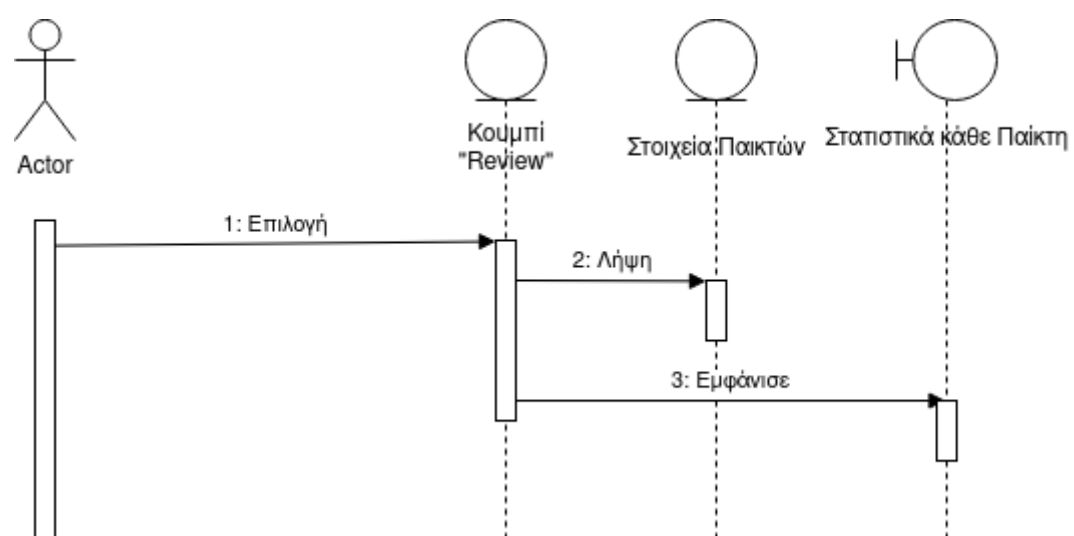 Actor
Κουμπί
"Review"
Στοιχεία Παικτών
Στατιστικά κάθε Παίκτη
1: Επιλογή
2: Λήψη
3: Εμφάνισε